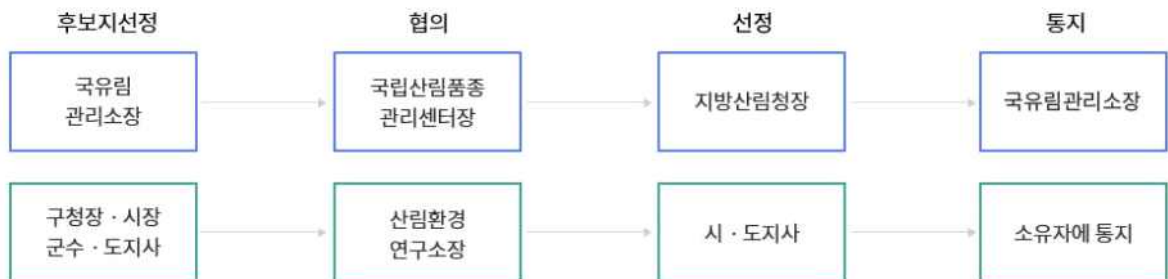 후보지선정
협의
선정
통지
국유림
관리소장
국립산림품종
관리센터장
지방산림청장
국유림관리소장
구청장 · 시장
군수 · 도지사
산림환경
연구소장
시 · 도지사
소유자에 통지